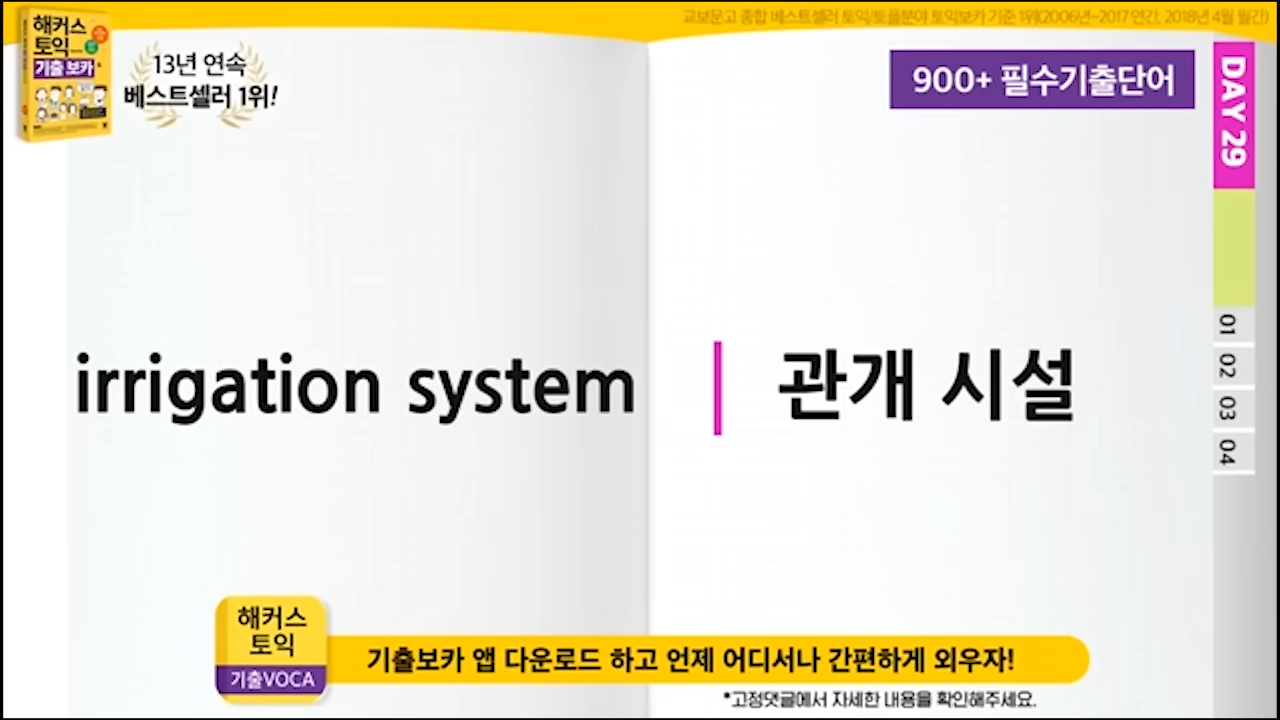 교보문고 종합 베스트셀러 토익/토플분야 토익보카 기준 1위(2006년~2017 연간, 2018년 4월 월간)
해커스
토익
기출 보카
13년 연속
베스트셀러 1위!
900+ 필수기출단어
DAY 29
01
02
03
04
irrigation system
관개 시설
해커스
토익
기출VOCA
기출보카 앱 다운로드 하고 언제 어디서나 간편하게 외우자!
*고정댓글에서 자세한 내용을 확인해주세요.